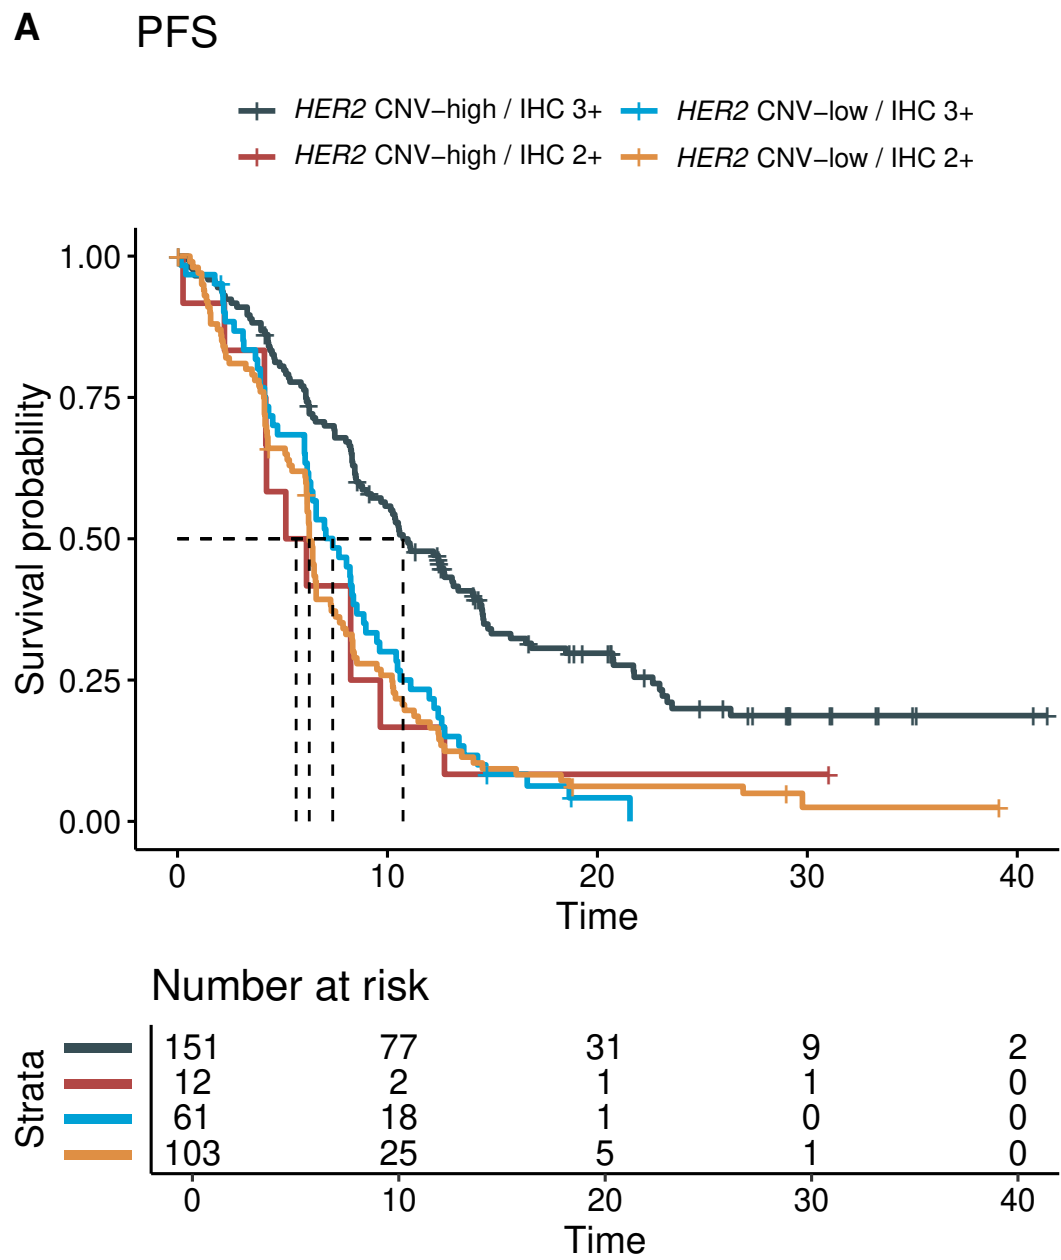 A PFS
HER2 CNV−high / IHC 3+ HER2 CNV−low / IHC 3+
HER2 CNV−high / IHC 2+ HER2 CNV−low / IHC 2+
Survival probability
1.00
0.75
0.50
0.25
0.00
0 10 20 30 40
Time
Number at risk
Strata
151 77 31 9 2
12 2 1 1 0
61 18 1 0 0
103 25 5 1 0
0 10 20 30 40
Time